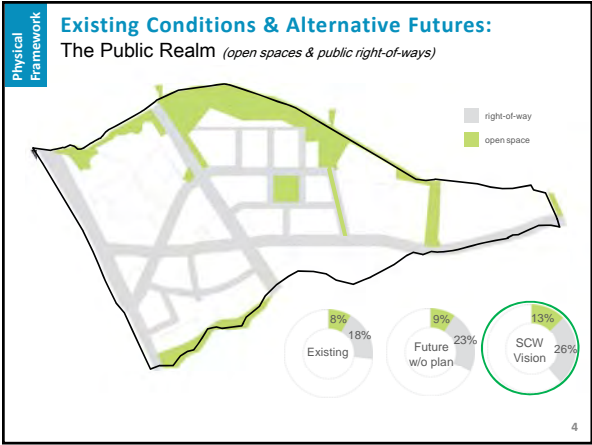 Physical
Framework
Existing Conditions & Alternative Futures:
The Public Realm (open spaces & public right-of-ways)
right-of-way
open space
8%
18%
Existing
9%
23%
Future
w/o plan
13%
26%
SCW
Vision
4